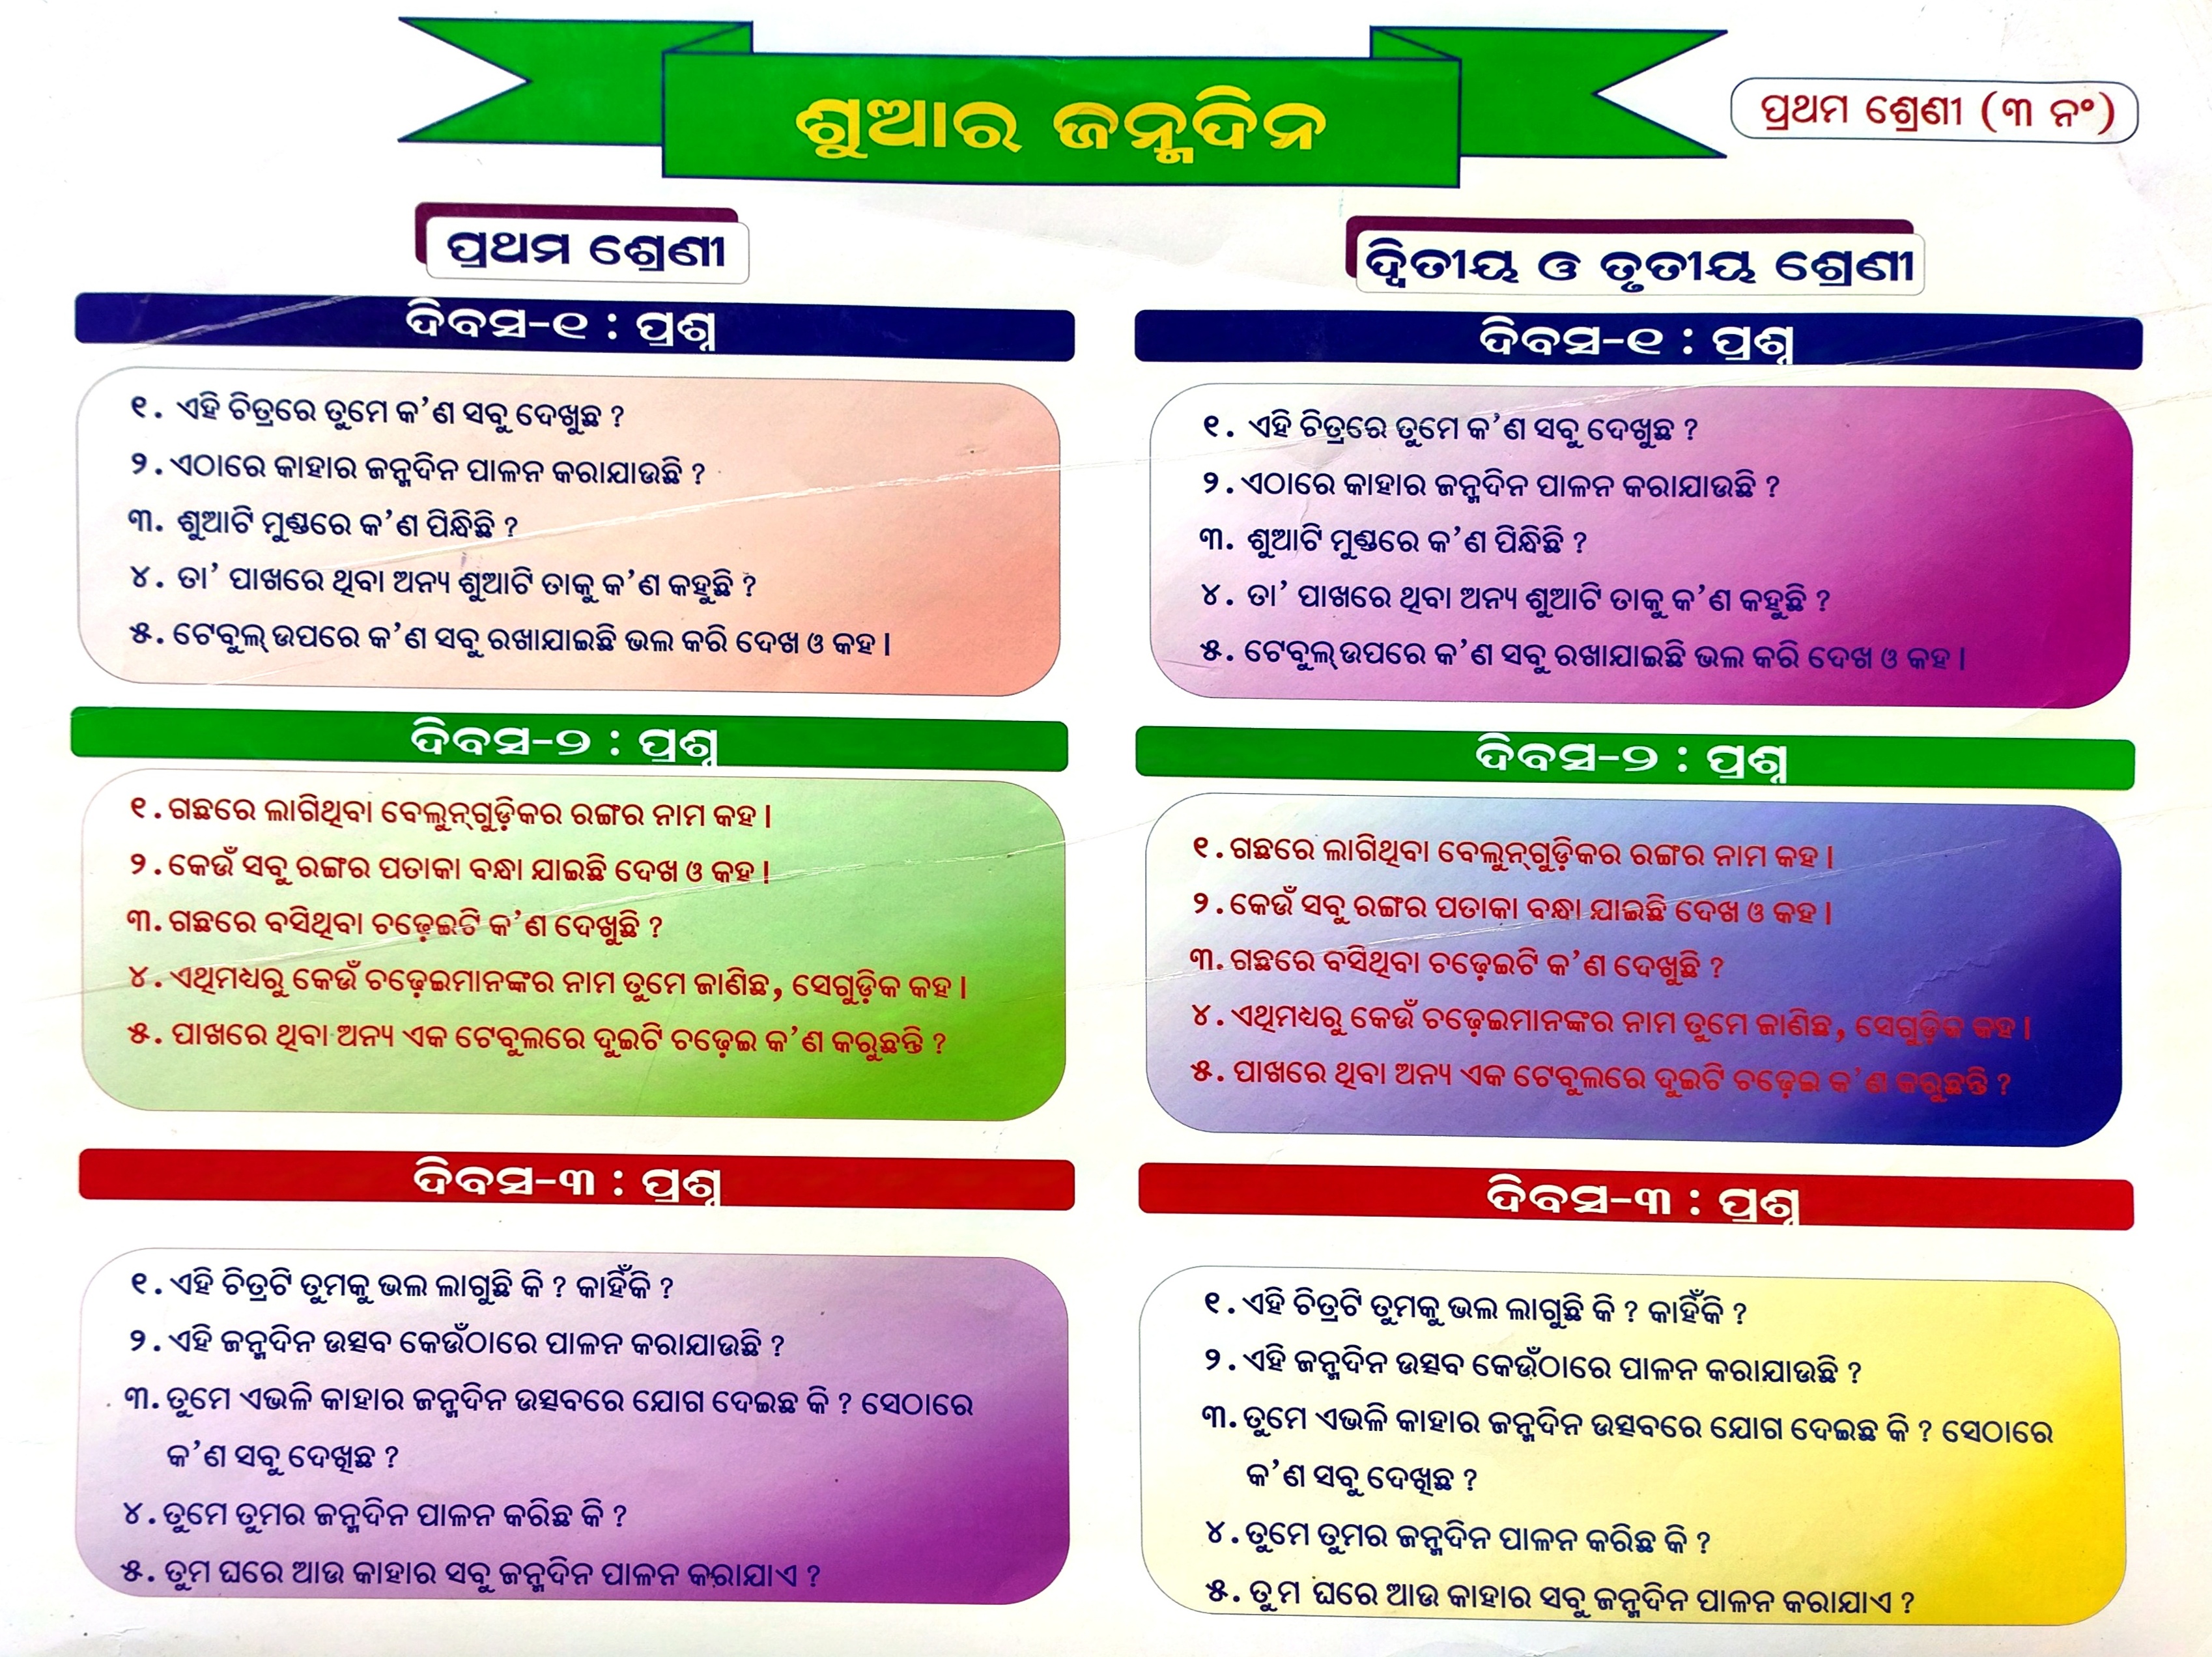 ଶୁଆର ଜନ୍ମଦିନ
ପ୍ରଥମ ଶ୍ରେଣୀ (୩ ନଂ)
ପ୍ରଥମ ଶ୍ରେଣୀ
ଦିବସ-୧ : ପ୍ରଶ୍ନ
୧. ଏହି ଚିତ୍ରରେ ତୁମେ କ'ଣ ସବୁ ଦେଖୁଛ ?
୨. ଏଠାରେ କାହାର ଜନ୍ମଦିନ ପାଳନ କରାଯାଉଛି ?
୩. ଶୁଆଟି ମୁଣ୍ଡରେ କ'ଣ ପିନ୍ଧିଛି ?
୪. ତା' ପାଖରେ ଥିବା ଅନ୍ୟ ଶୁଆଟି ତାକୁ କ'ଣ କହୁଛି ?
୫. ଟେବୁଲ୍ ଉପରେ କ'ଣ ସବୁ ରଖାଯାଇଛି ଭଲ କରି ଦେଖ ଓ କହ।
ଦିବସ-୨ : ପ୍ରଶ୍ନ
୧. ଗଛରେ ଲାଗିଥିବା ବେଲୁନ୍‌ଗୁଡ଼ିକର ରଙ୍ଗର ନାମ କହ।
୨. କେଉଁ ସବୁ ରଙ୍ଗର ପତାକା ବନ୍ଧା ଯାଇଛି ଦେଖ ଓ କହ।
୩. ଗଛରେ ବସିଥିବା ଚଢ଼େଇଟି କ'ଣ ଦେଖୁଛି ?
୪. ଏଥିମଧ୍ୟରୁ କେଉଁ ଚଢ଼େଇମାନଙ୍କର ନାମ ତୁମେ ଜାଣିଛ, ସେଗୁଡ଼ିକ କହ।
୫. ପାଖରେ ଥିବା ଅନ୍ୟ ଏକ ଟେବୁଲରେ ଦୁଇଟି ଚଢ଼େଇ କ'ଣ କରୁଛନ୍ତି ?
ଦିବସ-୩ : ପ୍ରଶ୍ନ
୧. ଏହି ଚିତ୍ରଟି ତୁମକୁ ଭଲ ଲାଗୁଛି କି ? କାହିଁକି ?
୨. ଏହି ଜନ୍ମଦିନ ଉତ୍ସବ କେଉଁଠାରେ ପାଳନ କରାଯାଉଛି ?
୩. ତୁମେ ଏଭଳି କାହାର ଜନ୍ମଦିନ ଉତ୍ସବରେ ଯୋଗ ଦେଇଛ କି ? ସେଠାରେ
କ'ଣ ସବୁ ଦେଖିଛ ?
୪. ତୁମେ ତୁମର ଜନ୍ମଦିନ ପାଳନ କରିଛ କି ?
୫. ତୁମ ଘରେ ଆଉ କାହାର ସବୁ ଜନ୍ମଦିନ ପାଳନ କରାଯାଏ ?
ଦ୍ୱିତୀୟ ଓ ତୃତୀୟ ଶ୍ରେଣୀ
ଦିବସ-୧ : ପ୍ରଶ୍ନ
୧. ଏହି ଚିତ୍ରରେ ତୁମେ କ'ଣ ସବୁ ଦେଖୁଛ ?
୨. ଏଠାରେ କାହାର ଜନ୍ମଦିନ ପାଳନ କରାଯାଉଛି ?
୩. ଶୁଆଟି ମୁଣ୍ଡରେ କ'ଣ ପିନ୍ଧିଛି ?
୪. ତା' ପାଖରେ ଥିବା ଅନ୍ୟ ଶୁଆଟି ତାକୁ କ'ଣ କହୁଛି ?
୫. ଟେବୁଲ୍ ଉପରେ କ'ଣ ସବୁ ରଖାଯାଇଛି ଭଲ କରି ଦେଖ ଓ କହ।
ଦିବସ-୨ : ପ୍ରଶ୍ନ
୧. ଗଛରେ ଲାଗିଥିବା ବେଲୁନ୍‌ଗୁଡ଼ିକର ରଙ୍ଗର ନାମ କହ।
୨. କେଉଁ ସବୁ ରଙ୍ଗର ପତାକା ବନ୍ଧା ଯାଇଛି ଦେଖ ଓ କହ।
୩. ଗଛରେ ବସିଥିବା ଚଢ଼େଇଟି କ'ଣ ଦେଖୁଛି ?
୪. ଏଥିମଧ୍ୟରୁ କେଉଁ ଚଢ଼େଇମାନଙ୍କର ନାମ ତୁମେ ଜାଣିଛ, ସେଗୁଡ଼ିକ କହ।
୫. ପାଖରେ ଥିବା ଅନ୍ୟ ଏକ ଟେବୁଲରେ ଦୁଇଟି ଚଢ଼େଇ କ'ଣ କରୁଛନ୍ତି ?
ଦିବସ-୩ : ପ୍ରଶ୍ନ
୧. ଏହି ଚିତ୍ରଟି ତୁମକୁ ଭଲ ଲାଗୁଛି କି ? କାହିଁକି ?
୨. ଏହି ଜନ୍ମଦିନ ଉତ୍ସବ କେଉଁଠାରେ ପାଳନ କରାଯାଉଛି ?
୩. ତୁମେ ଏଭଳି କାହାର ଜନ୍ମଦିନ ଉତ୍ସବରେ ଯୋଗ ଦେଇଛ କି ? ସେଠାରେ
କ'ଣ ସବୁ ଦେଖିଛ ?
୪. ତୁମେ ତୁମର ଜନ୍ମଦିନ ପାଳନ କରିଛ କି ?
୫. ତୁମ ଘରେ ଆଉ କାହାର ସବୁ ଜନ୍ମଦିନ ପାଳନ କରାଯାଏ ?